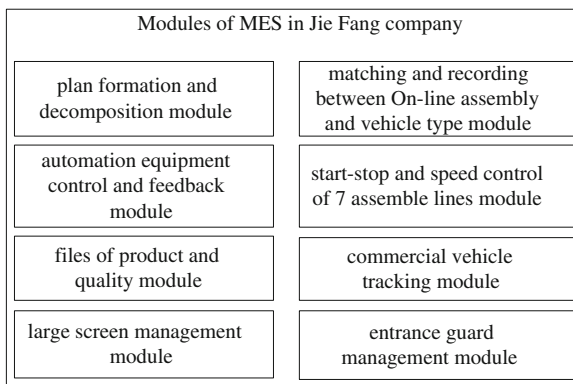 Modules of MES in Jie Fang company
plan formation and
decomposition module
matching and recording
between On-line assembly
and vehicle type module
automation equipment
control and feedback
module
start-stop and speed control
of 7 assemble lines module
files of product and
quality module
commercial vehicle
tracking module
large screen management
module
entrance guard
management module